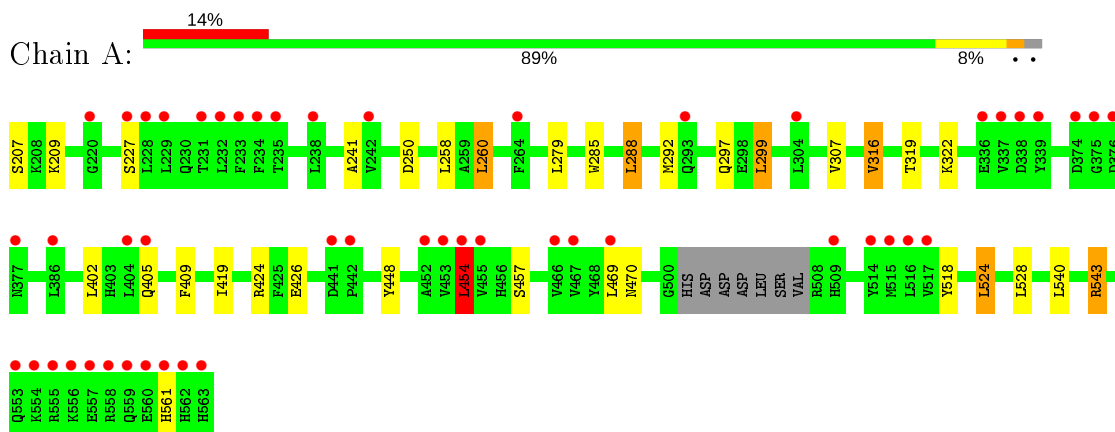 14%
Chain A:
89% 8% • •
S207 K208 K209 G220 S227 L228 L229 Q230 T231 L232 F233 F234 T235 L238 A241 V242 D250 L258 A259 L260 F264 L279 W285 L288 M292 Q293 Q297 E298 L299 L304 V307 V316 T319 K322 E336 V337 D338 Y339 D374 G375
N377 L386 L402 H403 L404 Q405 F409 I419 R424 F425 E426 D441 P442 Y448 A452 V453 L454 V455 H456 S457 V466 V467 Y468 L469 N470 G500 HIS ASP ASP ASP LEU SER VAL R508 H509 Y514 M515 L516 V517 Y518 L524 L528 L540 R543
Q553 K554 R555 K556 E557 R558 Q559 E560 H561 H562 H563